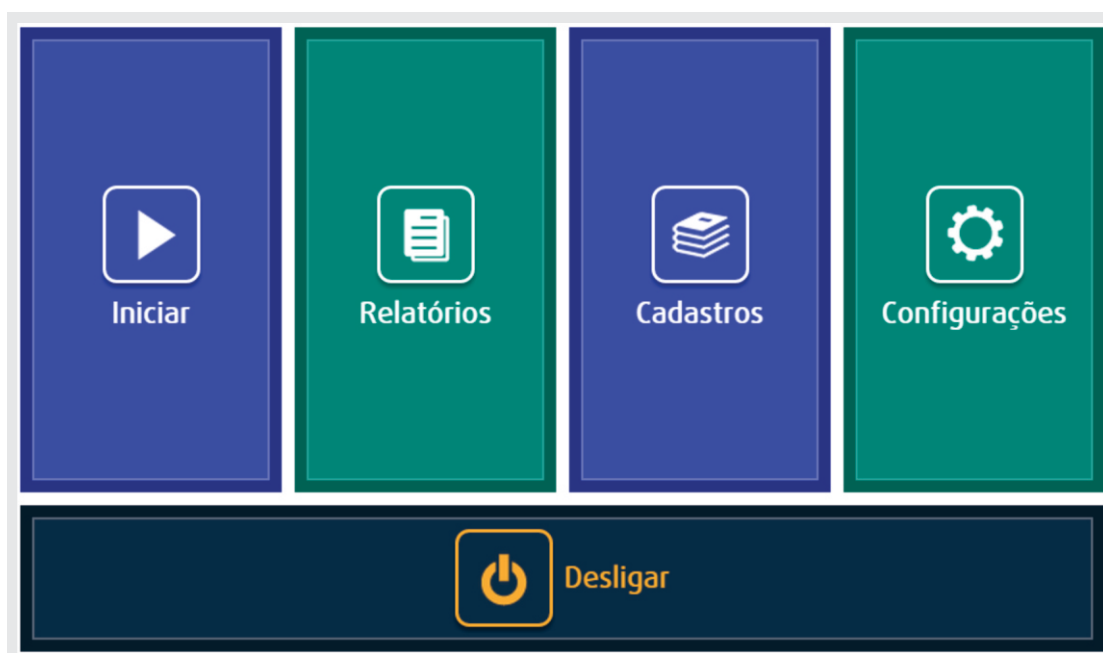 Iniciar
Relatórios
Cadastros
Configurações
Desligar